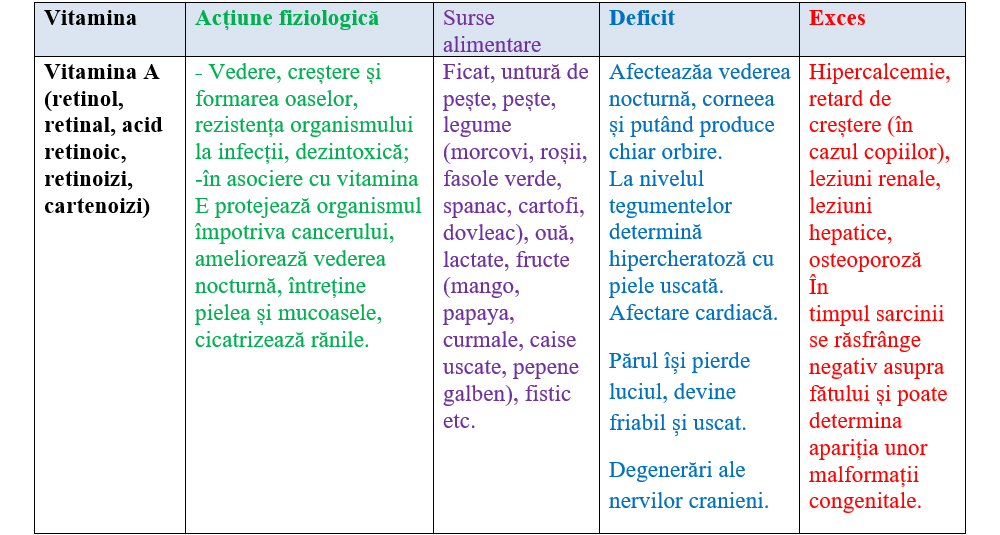 Vitamina
Acțiune fiziologică
Surse
alimentare
Deficit
Exces
Vitamina A
(retinol,
retinal, acid
retinoic,
retinoizi,
cartenoizi)
- Vedere, creștere și
formarea oaselor,
rezistența organismului
la infecții, dezintoxică;
-în asociere cu vitamina
E protejează organismul
împotriva cancerului,
ameliorează vederea
nocturnă, întreține
pielea și mucoasele,
cicatrizează rănile.
Ficat, untură de
pește, pește,
legume
(morcovi, roșii,
fasole verde,
spanac, cartofi,
dovleac), ouă,
lactate, fructe
(mango,
papaya,
curmale, caise
uscate, pepene
galben), fistic
etc.
Afecteazăa vederea
nocturnă, corneea
și putând produce
chiar orbire.
La nivelul
tegumentelor
determină
hipercheratoză cu
piele uscată.
Afectare cardiacă.
Părul își pierde
luciul, devine
friabil și uscat.
Degenerări ale
nervilor cranieni.
Hipercalcemie,
retard de
creștere (în
cazul copiilor),
leziuni renale,
leziuni
hepatice,
osteoporoză
În
timpul sarcinii
se răsfrânge
negativ asupra
fătului și poate
determina
apariția unor
malformații
congenitale.